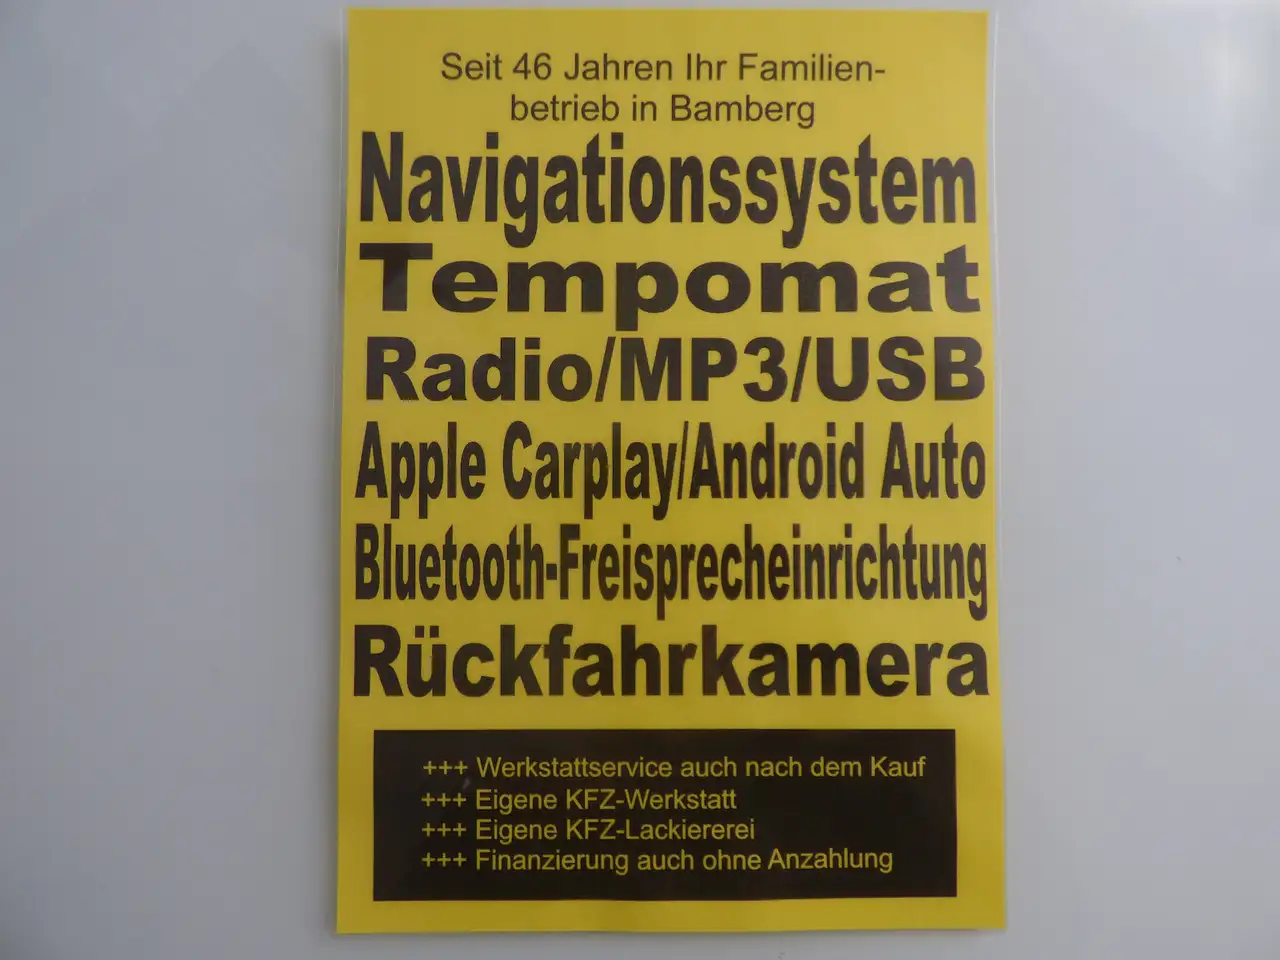 Seit 46 Jahren Ihr Familien-
betrieb in Bamberg
Navigationssystem
Tempomat
Radio/MP3/USB
Apple Carplay/Android Auto
Bluetooth-Freisprecheinrichtung
Rückfahrkamera
+++ Werkstattservice auch nach dem Kauf
+++ Eigene KFZ-Werkstatt
+++ Eigene KFZ-Lackiererei
+++ Finanzierung auch ohne Anzahlung